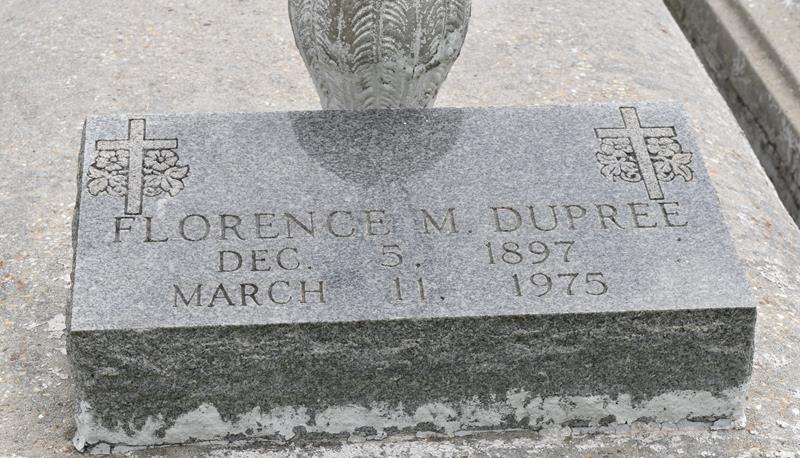 FLORENCE M. DUPREE
DEC. 5. 1897
MARCH 11. 1975